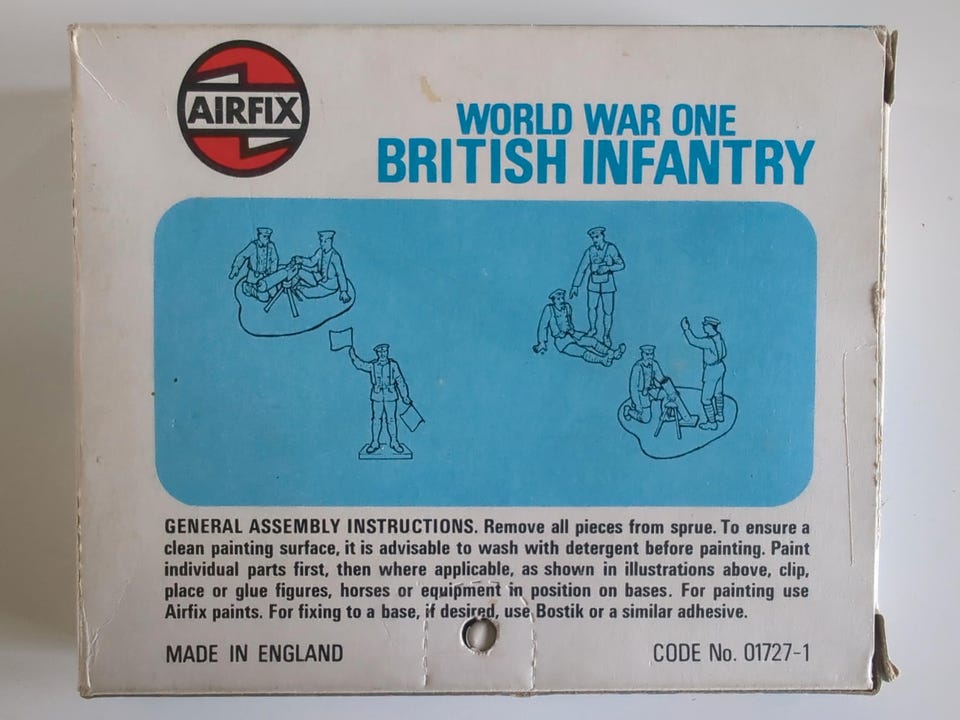 AIRFIX
WORLD WAR ONE
BRITISH INFANTRY
GENERAL ASSEMBLY INSTRUCTIONS. Remove all pieces from sprue. To ensure a
clean painting surface, it is advisable to wash with detergent before painting. Paint
individual parts first, then where applicable, as shown in illustrations above, clip,
place or glue figures, horses or equipment in position on bases. For painting use
Airfix paints. For fixing to a base, if desired, use Bostik or a similar adhesive.
MADE IN ENGLAND
CODE No. 01727-1